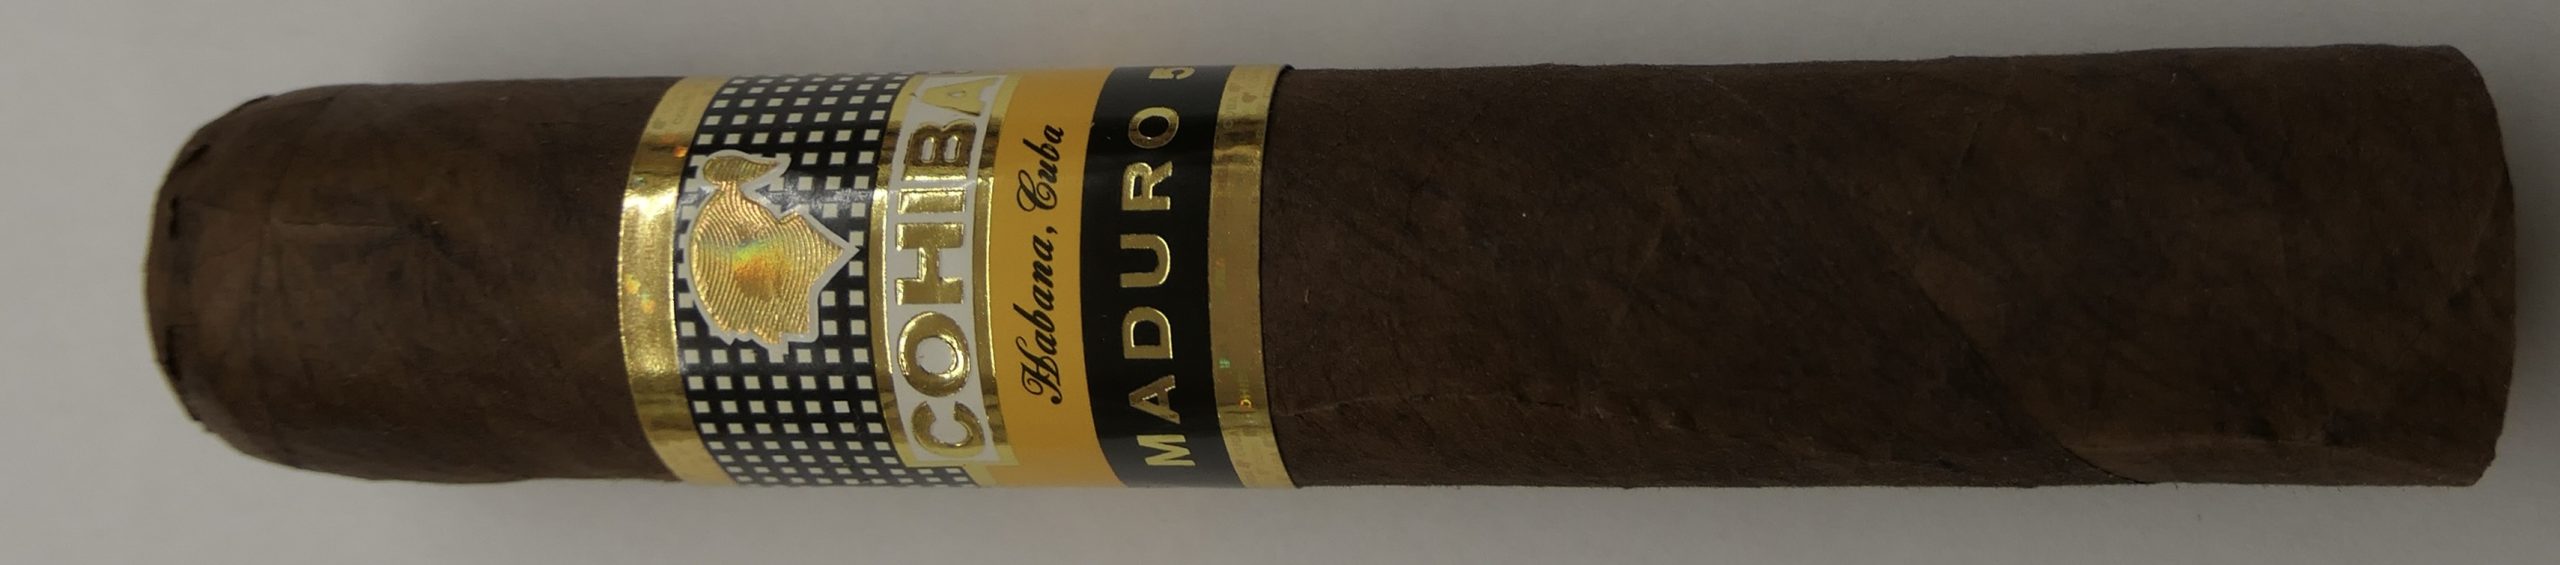 COHIBA
Habana, Cuba
MADURO 5